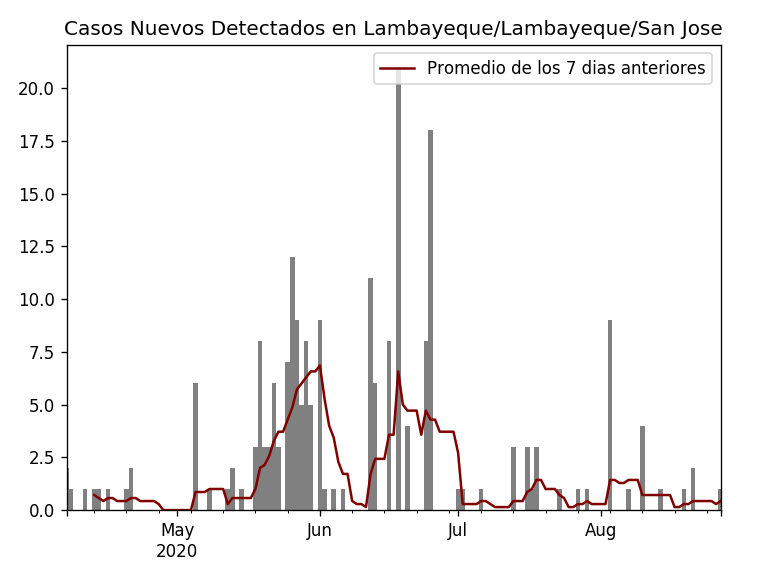 Casos Nuevos Detectados en Lambayeque/Lambayeque/San Jose
Promedio de los 7 dias anteriores
20.0
17.5
15.0
12.5
10.0
7.5
5.0
2.5
0.0
May
2020
Jun
Jul
Aug